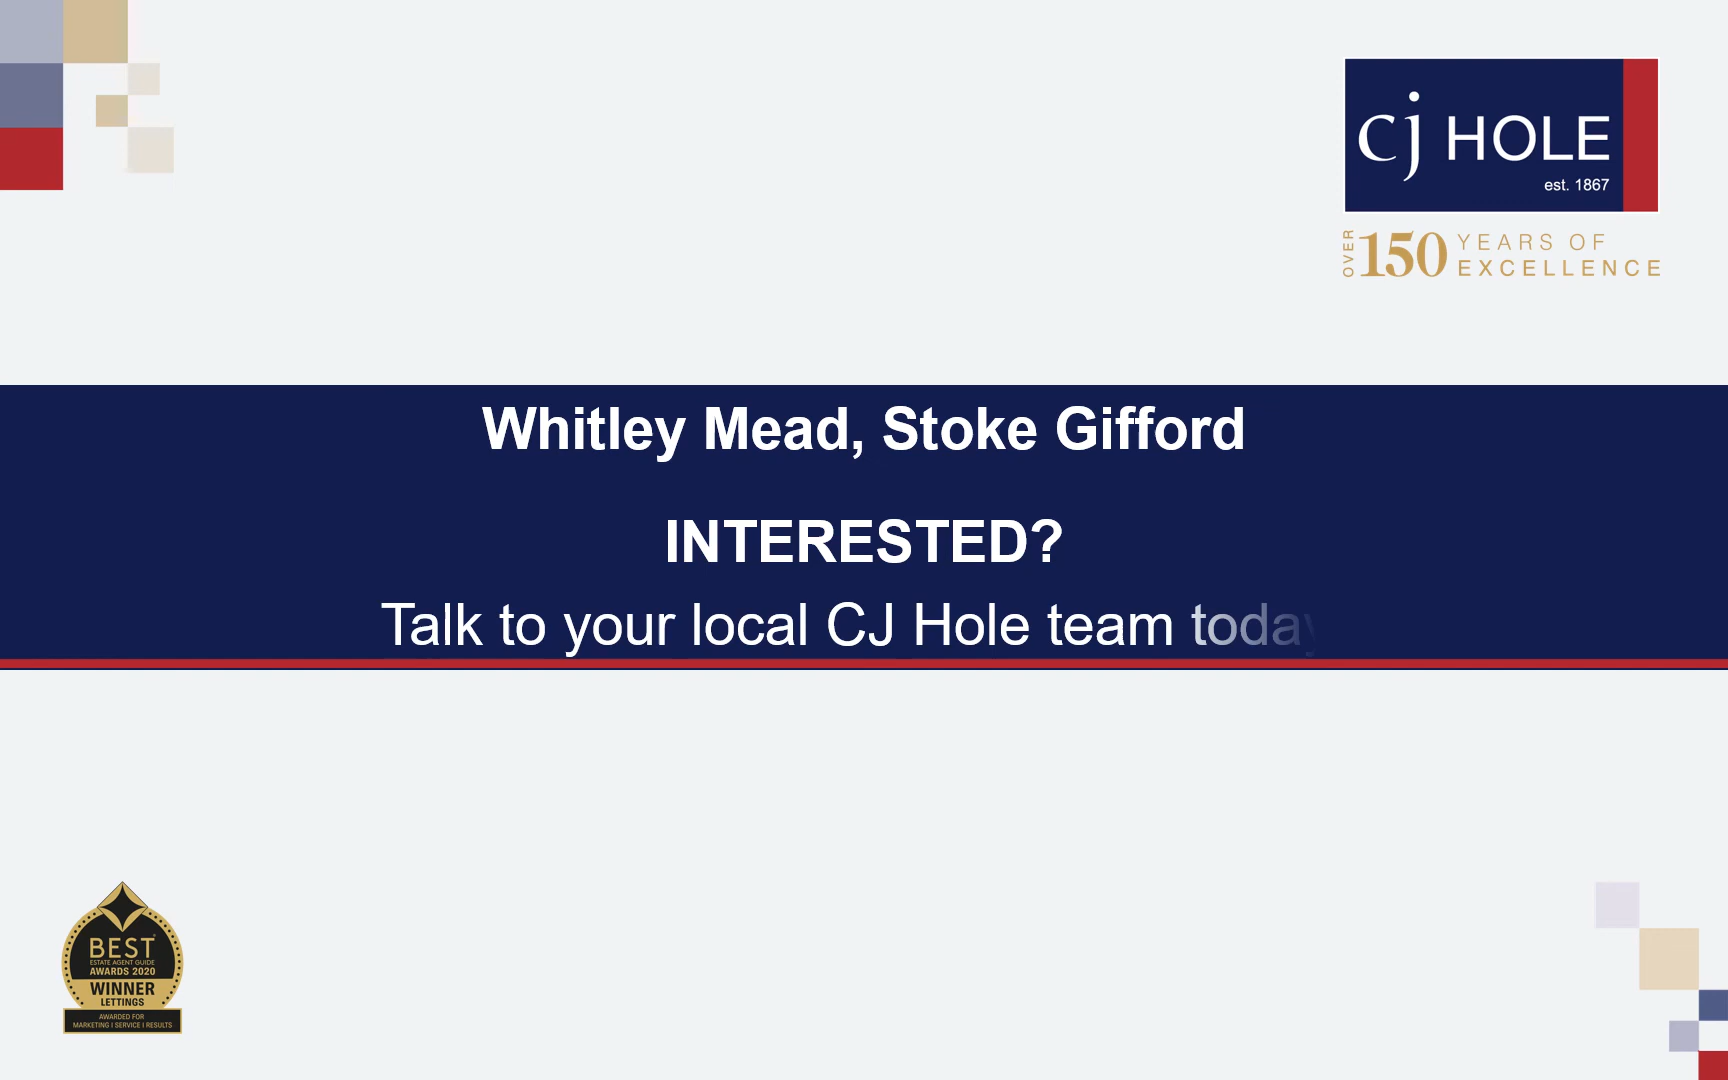 cj HOLE
est. 1867
OVER 150 YEARS OF
EXCELLENCE
Whitley Mead, Stoke Gifford
INTERESTED?
Talk to your local CJ Hole team today
BEST
ESTATE AGENT GUIDE
AWARDS 2020
WINNER
LETTINGS
AWARDED FOR
MARKETING | SERVICE | RESULTS